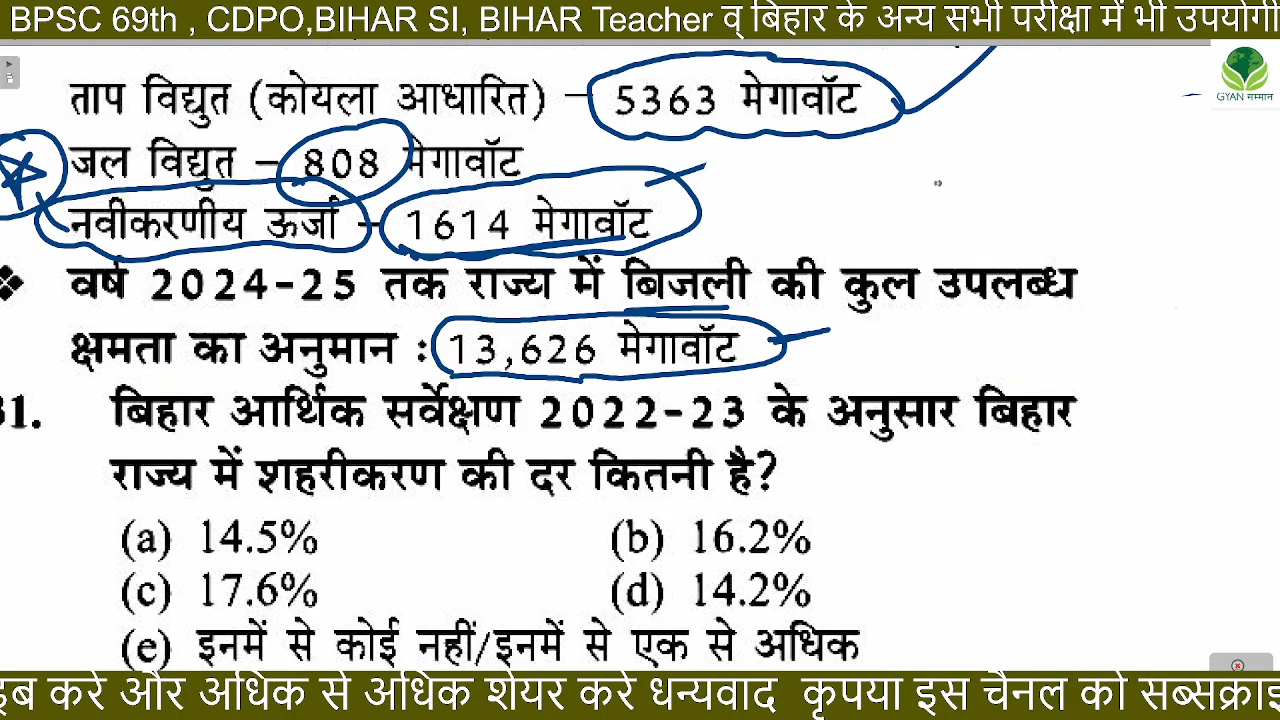 BPSC 69th , CDPO,BIHAR SI, BIHAR Teacher व् बिहार के अन्य सभी परीक्षा में भी उपयोगी
GYAN सम्मान
ताप विद्युत (कोयला आधारित) – 5363 मेगावॉट
जल विद्युत – 808 मेगावॉट
नवीकरणीय ऊर्जा – 1614 मेगावॉट
❖ वर्ष 2024-25 तक राज्य में बिजली की कुल उपलब्ध
क्षमता का अनुमान : 13,626 मेगावॉट
31. बिहार आर्थिक सर्वेक्षण 2022-23 के अनुसार बिहार
राज्य में शहरीकरण की दर कितनी है?
(a) 14.5% (b) 16.2%
(c) 17.6% (d) 14.2%
(e) इनमें से कोई नहीं/इनमें से एक से अधिक
इब करे और अधिक से अधिक शेयर करे धन्यवाद कृपया इस चैनल को सब्सक्राइ